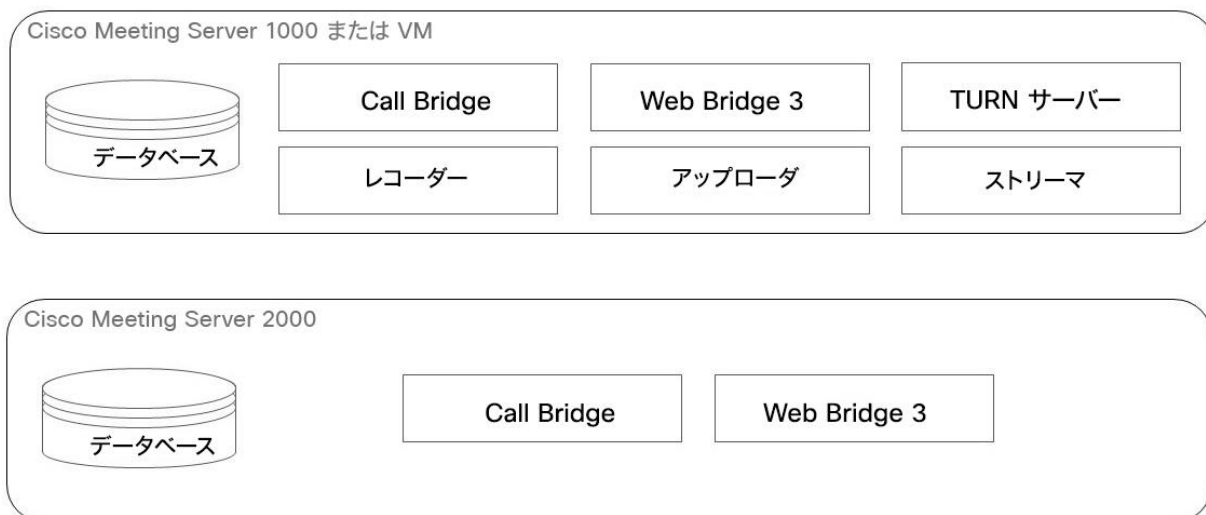 Cisco Meeting Server 1000 または VM
Call Bridge
Web Bridge 3
TURN サーバー
データベース
レコーダー
アップローダ
ストリーマ
Cisco Meeting Server 2000
Call Bridge
Web Bridge 3
データベース